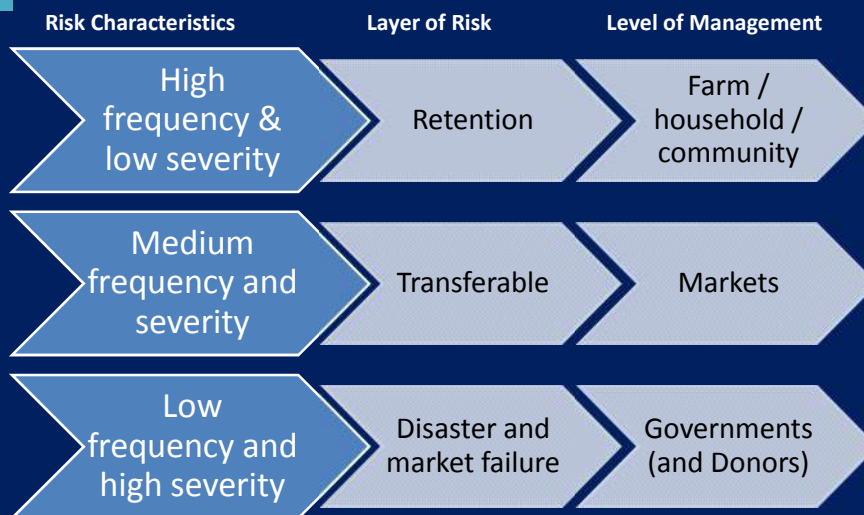 Risk Characteristics
Layer of Risk
Level of Management
High
frequency &
low severity
Retention
Farm /
household /
community
Medium
frequency and
severity
Transferable
Markets
Low
frequency and
high severity
Disaster and
market failure
Governments
(and Donors)